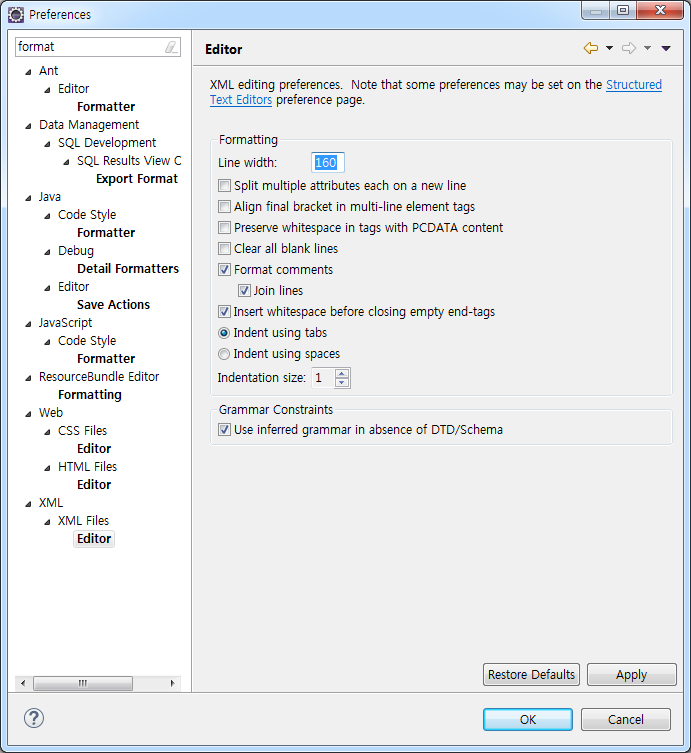 Preferences
format
Ant
Editor
Formatter
Data Management
SQL Development
SQL Results View C
Export Format
Java
Code Style
Formatter
Debug
Detail Formatters
Editor
Save Actions
JavaScript
Code Style
Formatter
ResourceBundle Editor
Formatting
Web
CSS Files
Editor
HTML Files
Editor
XML
XML Files
Editor
Editor
XML editing preferences.  Note that some preferences may be set on the Structured
Text Editors preference page.
Formatting
Line width: 160
Split multiple attributes each on a new line
Align final bracket in multi-line element tags
Preserve whitespace in tags with PCDATA content
Clear all blank lines
Format comments
Join lines
Insert whitespace before closing empty end-tags
Indent using tabs
Indent using spaces
Indentation size: 1
Grammar Constraints
Use inferred grammar in absence of DTD/Schema
Restore Defaults Apply
? OK Cancel